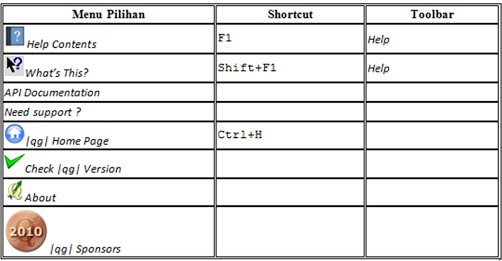 Menu Pilihan Shortcut Toolbar
Help Contents F1 Help
What's This? Shift+F1 Help
API Documentation
Need support ?
|qg| Home Page Ctrl+H
Check |qg| Version
About
2010 |qg| Sponsors